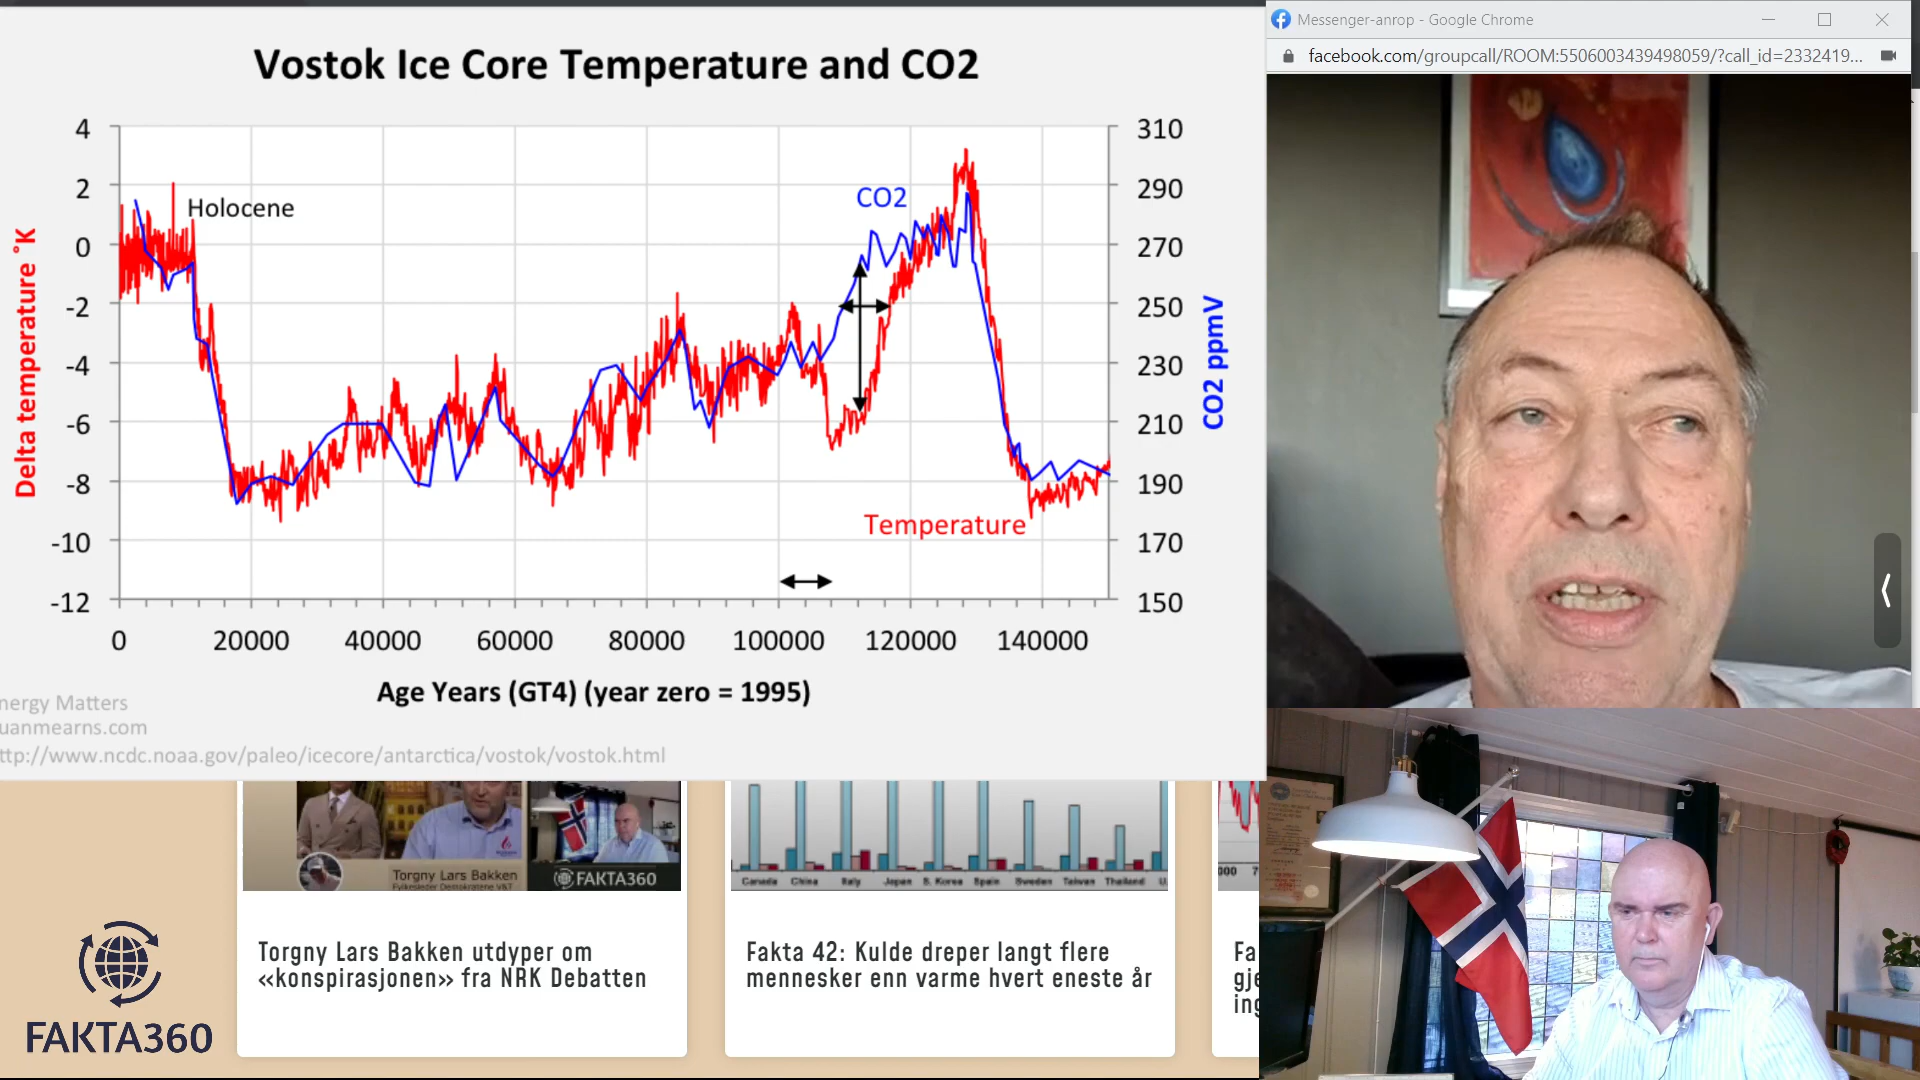 Vostok Ice Core Temperature and CO2
Messenger-anrop - Google Chrome
facebook.com/groupcall/ROOM:5506003439498059/?call_id=2332419...
4
2
0
-2
-4
-6
-8
-10
-12
Delta temperature °K
Holocene
CO2
Temperature
310
290
270
250
230
210
190
170
150
CO2 ppmV
0 20000 40000 60000 80000 100000 120000 140000
Age Years (GT4) (year zero = 1995)
nergy Matters
uanmearns.com
ttp://www.ncdc.noaa.gov/paleo/icecore/antarctica/vostok/vostok.html
Torgny Lars Bakken
FAKTA360
Canada China Italy Japan S. Korea Spain Sweden Taiwan Thailand U
000 7
Torgny Lars Bakken utdyper om
«konspirasjonen» fra NRK Debatten
Fakta 42: Kulde dreper langt flere
mennesker enn varme hvert eneste år
Fa
gje
ing
FAKTA360